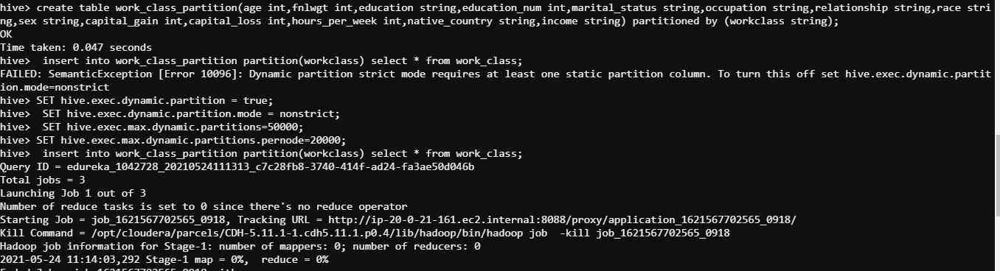 hive> create table work_class_partition(age int,fnlwgt int,education string,education_num int,marital_status string,occupation string,relationship string,race stri
ng,sex string,capital_gain int,capital_loss int,hours_per_week int,native_country string,income string) partitioned by (workclass string);
OK
Time taken: 0.047 seconds
hive>  insert into work_class_partition partition(workclass) select * from work_class;
FAILED: SemanticException [Error 10096]: Dynamic partition strict mode requires at least one static partition column. To turn this off set hive.exec.dynamic.partit
ion.mode=nonstrict
hive> SET hive.exec.dynamic.partition = true;
hive>  SET hive.exec.dynamic.partition.mode = nonstrict;
hive>  SET hive.exec.max.dynamic.partitions=50000;
hive> SET hive.exec.max.dynamic.partitions.pernode=20000;
hive>  insert into work_class_partition partition(workclass) select * from work_class;
Query ID = edureka_1042728_20210524111313_c7c28fb8-3740-414f-ad24-fa3ae50d046b
Total jobs = 3
Launching Job 1 out of 3
Number of reduce tasks is set to 0 since there's no reduce operator
Starting Job = job_1621567702565_0918, Tracking URL = http://ip-20-0-21-161.ec2.internal:8088/proxy/application_1621567702565_0918/
Kill Command = /opt/cloudera/parcels/CDH-5.11.1-1.cdh5.11.1.p0.4/lib/hadoop/bin/hadoop job  -kill job_1621567702565_0918
Hadoop job information for Stage-1: number of mappers: 0; number of reducers: 0
2021-05-24 11:14:03,292 Stage-1 map = 0%,  reduce = 0%